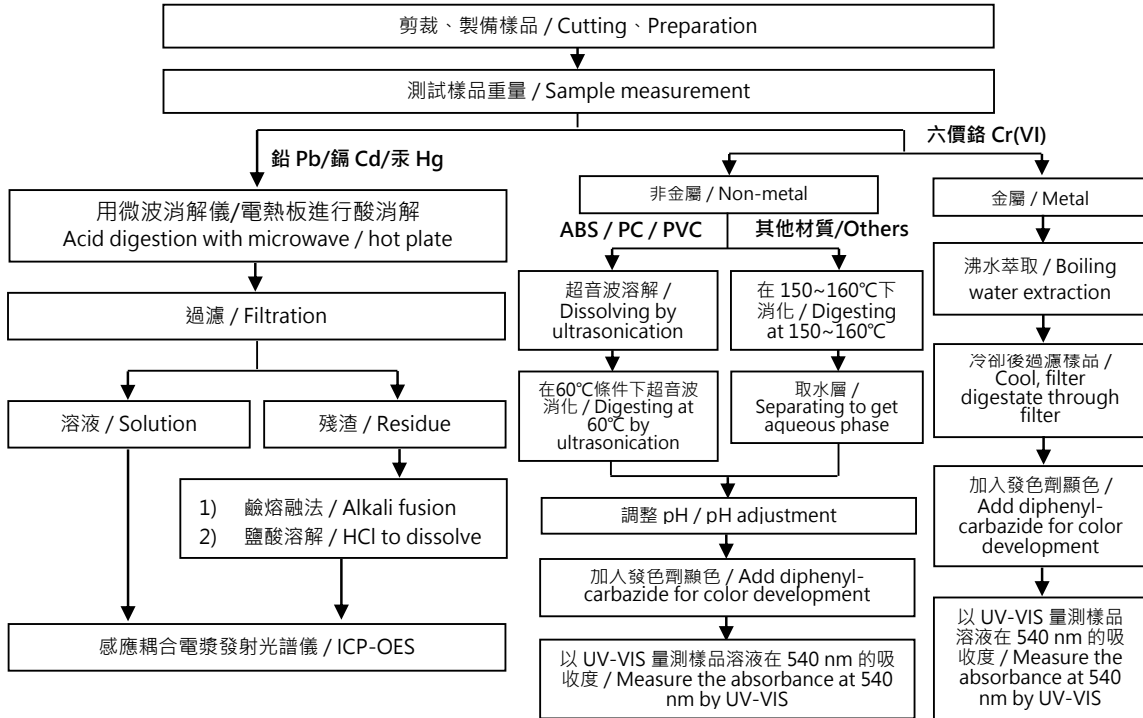 剪裁、製備樣品 / Cutting、Preparation
測試樣品重量 / Sample measurement
鉛 Pb/鎘 Cd/汞 Hg
六價鉻 Cr(VI)
用微波消解儀/電熱板進行酸消解
Acid digestion with microwave / hot plate
過濾 / Filtration
溶液 / Solution
殘渣 / Residue
1) 鹼熔融法 / Alkali fusion
2) 鹽酸溶解 / HCl to dissolve
感應耦合電漿發射光譜儀 / ICP-OES
非金屬 / Non-metal
ABS / PC / PVC
其他材質/Others
超音波溶解 /
Dissolving by
ultrasonication
在60℃條件下超音波
消化 / Digesting at
60℃ by
ultrasonication
在 150~160℃下
消化 / Digesting
at 150~160℃
取水層 /
Separating to get
aqueous phase
調整 pH / pH adjustment
加入發色劑顯色 / Add diphenyl-
carbazide for color development
以 UV-VIS 量測樣品溶液在 540 nm 的吸
收度 / Measure the absorbance at 540
nm by UV-VIS
金屬 / Metal
沸水萃取 / Boiling
water extraction
冷卻後過濾樣品 /
Cool, filter
digestate through
filter
加入發色劑顯色 /
Add diphenyl-
carbazide for color
development
以 UV-VIS 量測樣品
溶液在 540 nm 的吸
收度 / Measure the
absorbance at 540
nm by UV-VIS